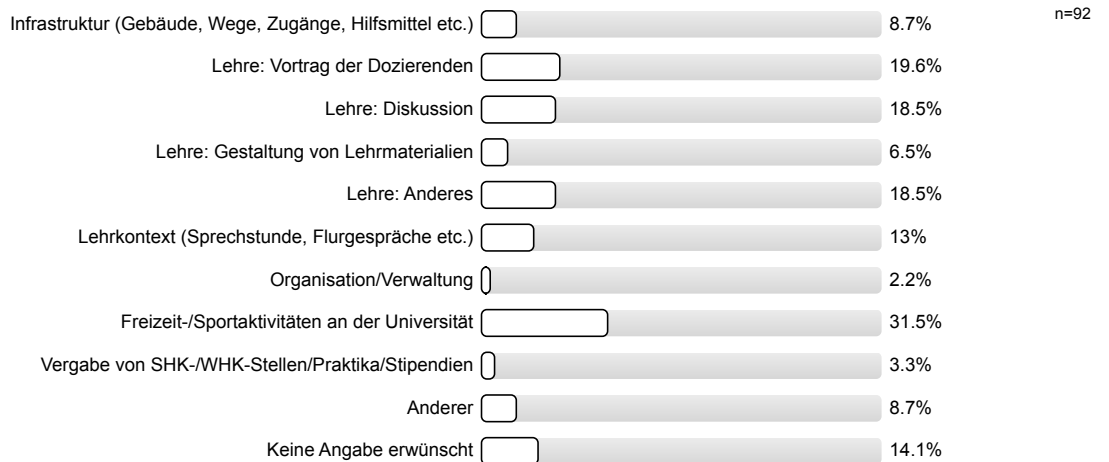 Infrastruktur (Gebäude, Wege, Zugänge, Hilfsmittel etc.) 8.7% n=92
Lehre: Vortrag der Dozierenden 19.6%
Lehre: Diskussion 18.5%
Lehre: Gestaltung von Lehrmaterialien 6.5%
Lehre: Anderes 18.5%
Lehrkontext (Sprechstunde, Flurgespräche etc.) 13%
Organisation/Verwaltung 2.2%
Freizeit-/Sportaktivitäten an der Universität 31.5%
Vergabe von SHK-/WHK-Stellen/Praktika/Stipendien 3.3%
Anderer 8.7%
Keine Angabe erwünscht 14.1%